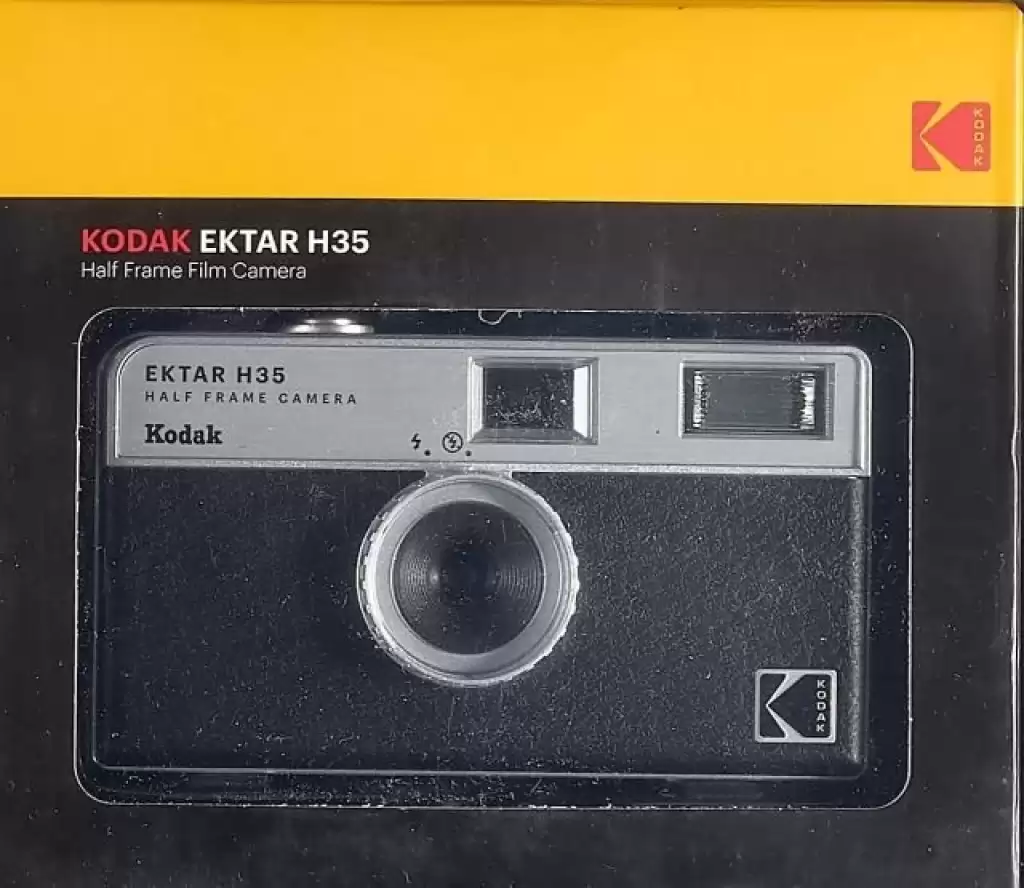 KODAK
KODAK EKTAR H35
Half Frame Film Camera
EKTAR H35
HALF FRAME CAMERA
Kodak
KODAK